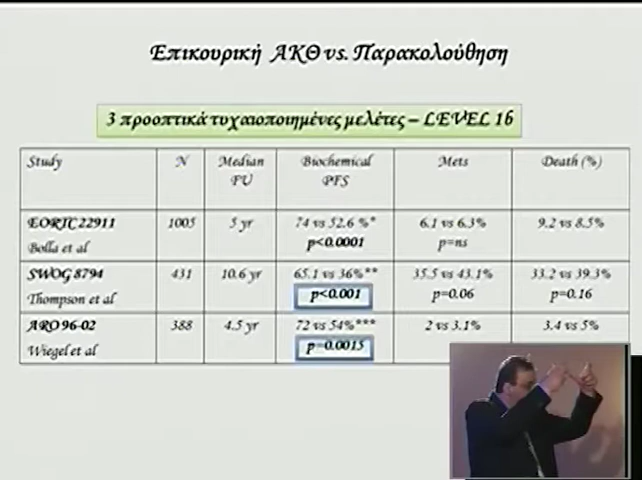 Επικουρική ΑΚΘ vs. Παρακολούθηση
3 προοπτικά τυχαιοποιημένες μελέτες – LEVEL 1б
Study N Median FU Biochemical PFS Mets Death (%)
EORTC 22911 Bolla et al 1005 5 yr 74 vs 52.6 %* p<0.0001 6.1 vs 6.3% p=ns 9.2 vs 8.5%
SWOG 8794 Thompson et al 431 10.6 yr 65.1 vs 36%** p<0.001 35.5 vs 43.1% p=0.06 33.2 vs 39.3% p=0.16
ARO 96-02 Wiegel et al 388 4.5 yr 72 vs 54%*** p=0.0015 2 vs 3.1% 3.4 vs 5%